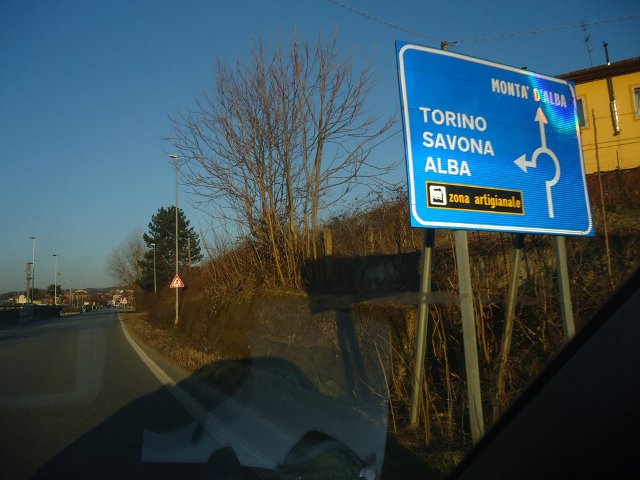 MONTA' D'ALBA
TORINO
SAVONA
ALBA
zona artigianale